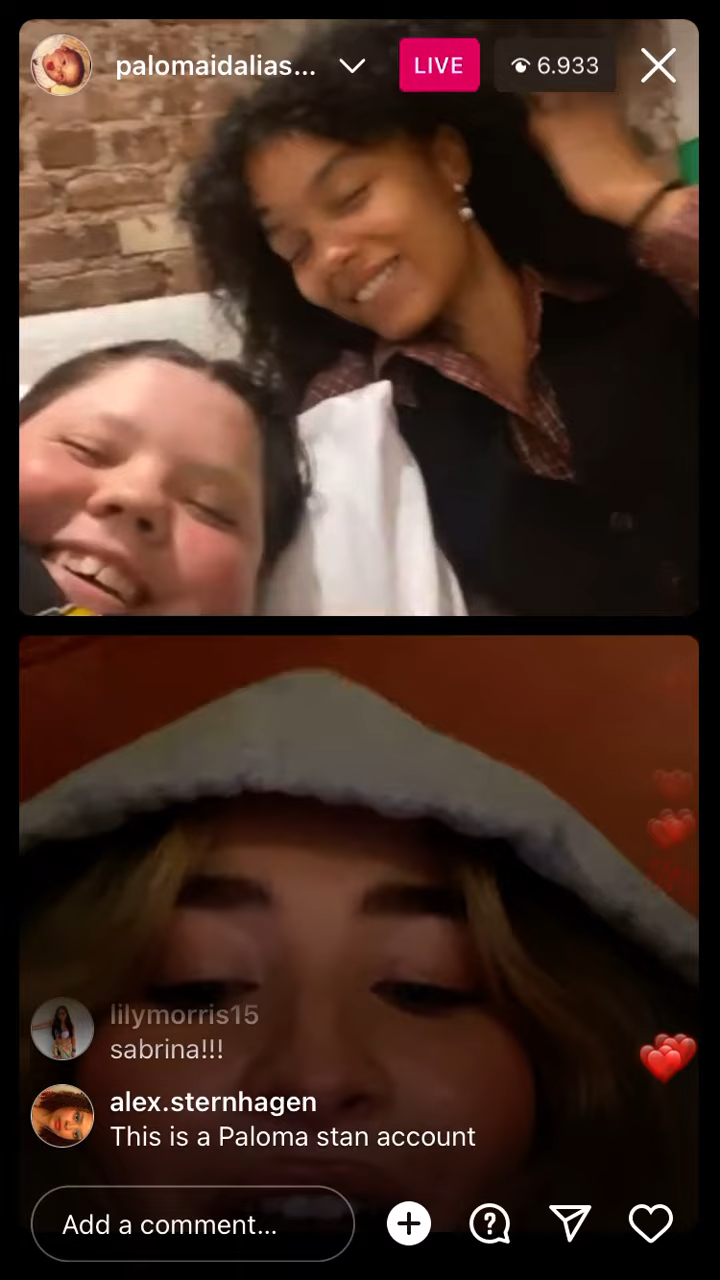 palomaidalias...
LIVE
6.933
lilymorris15
sabrina!!!
alex.sternhagen
This is a Paloma stan account
Add a comment...